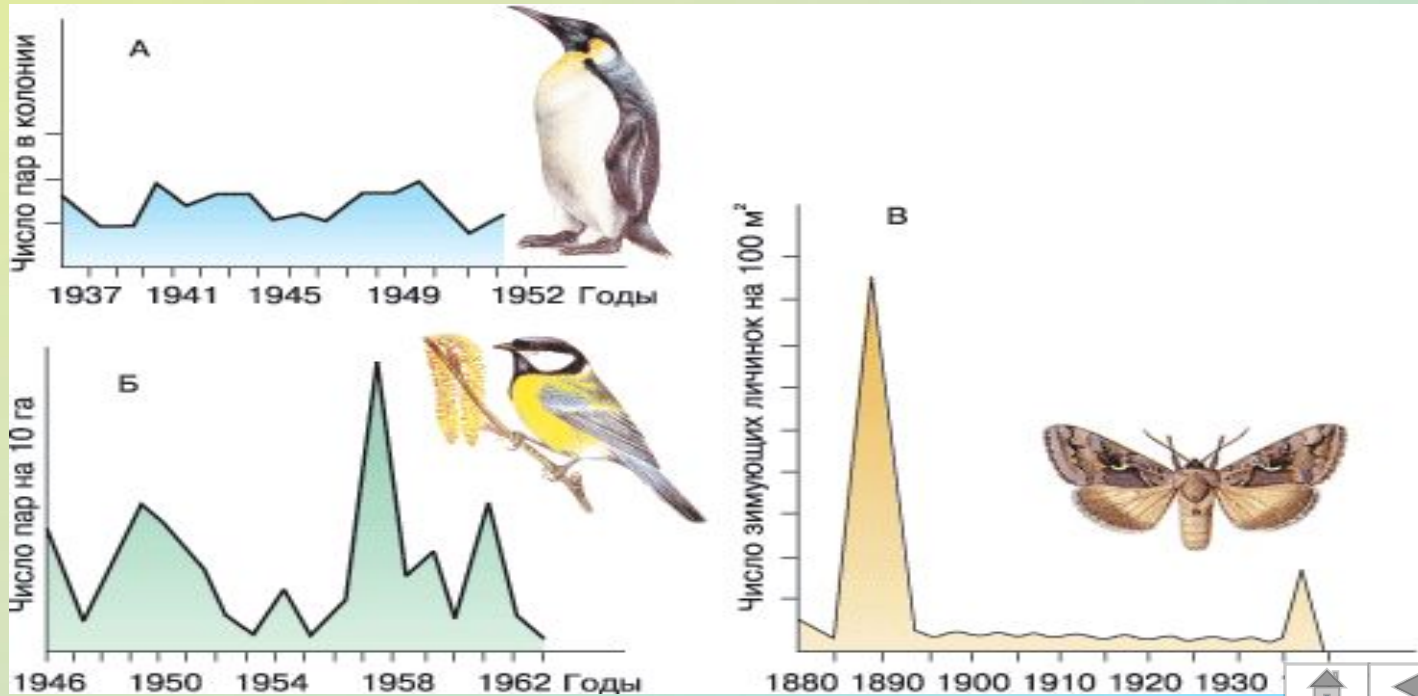 А
Число пар в колонии
1937 1941 1945 1949 1952 Годы
Б
Число пар на 10 га
1946 1950 1954 1958 1962 Годы
В
Число зимующих личинок на 100 м²
1880 1890 1900 1910 1920 1930